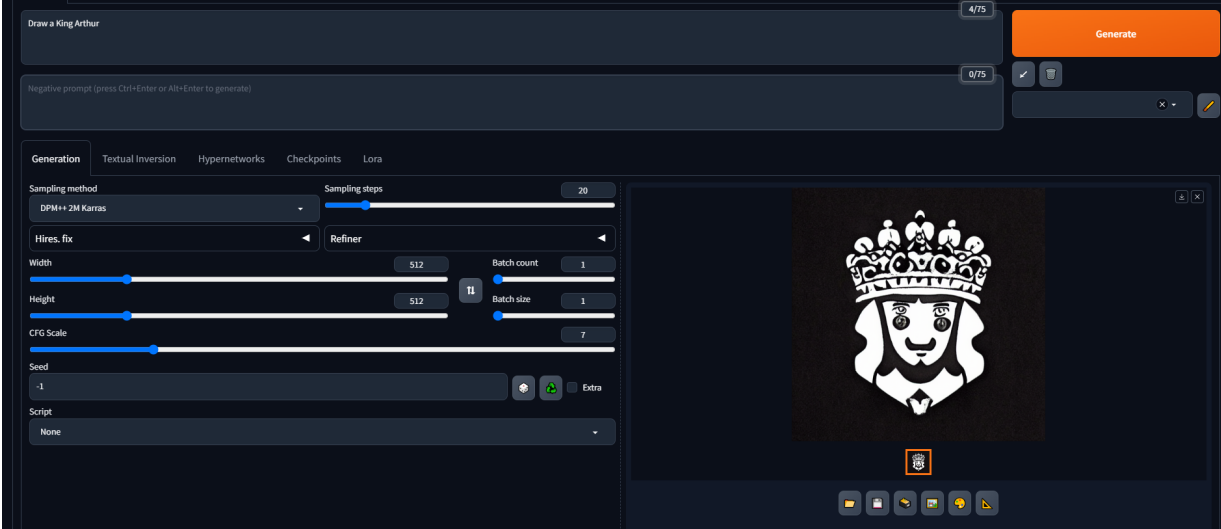 4/75
Draw a King Arthur
Generate
0/75
Negative prompt (press Ctrl+Enter or Alt+Enter to generate)
Generation Textual Inversion Hypernetworks Checkpoints Lora
Sampling method
DPM++ 2M Karras
Sampling steps
20
Hires. fix
Refiner
Width
512
Batch count
1
Height
512
Batch size
1
CFG Scale
7
Seed
-1
Extra
Script
None